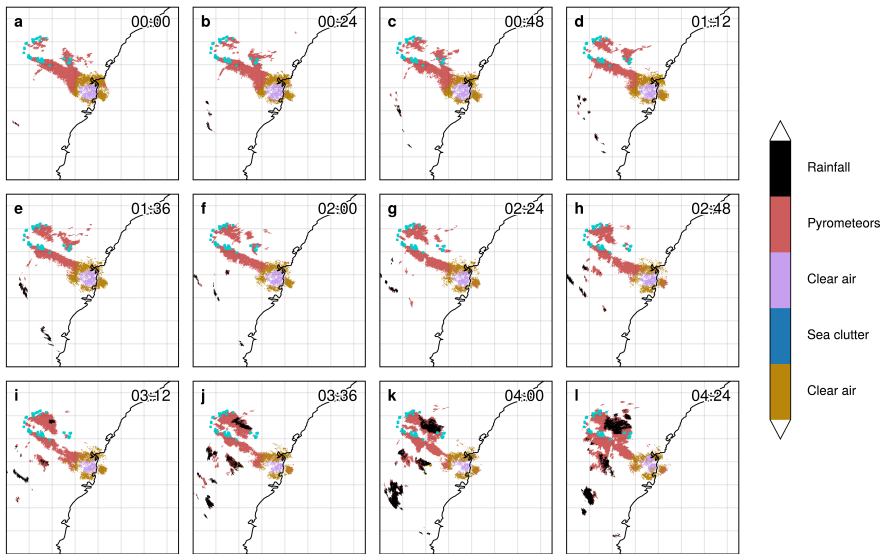 a 00:00
b 00:24
c 00:48
d 01:12
e 01:36
f 02:00
g 02:24
h 02:48
i 03:12
j 03:36
k 04:00
l 04:24
Rainfall
Pyrometeors
Clear air
Sea clutter
Clear air